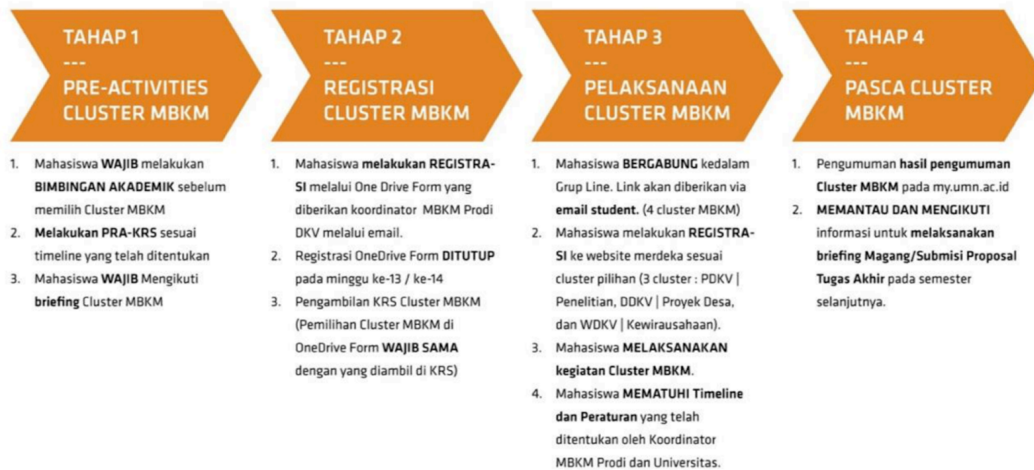 TAHAP 1
---
PRE-ACTIVITIES
CLUSTER MBKM
1. Mahasiswa WAJIB melakukan
BIMBINGAN AKADEMIK sebelum
memilih Cluster MBKM
2. Melakukan PRA-KRS sesuai
timeline yang telah ditentukan
3. Mahasiswa WAJIB Mengikuti
briefing Cluster MBKM
TAHAP 2
---
REGISTRASI
CLUSTER MBKM
1. Mahasiswa melakukan REGISTRA-
SI melalui One Drive Form yang
diberikan koordinator MBKM Prodi
DKV melalui email.
2. Registrasi OneDrive Form DITUTUP
pada minggu ke-13 / ke-14
3. Pengambilan KRS Cluster MBKM
(Pemilihan Cluster MBKM di
OneDrive Form WAJIB SAMA
dengan yang diambil di KRS)
TAHAP 3
---
PELAKSANAAN
CLUSTER MBKM
1. Mahasiswa BERGABUNG kedalam
Grup Line. Link akan diberikan via
email student. (4 cluster MBKM)
2. Mahasiswa melakukan REGISTRA-
SI ke website merdeka sesuai
cluster pilihan (3 cluster : PDKV |
Penelitian, DDKV | Proyek Desa,
dan WDKV | Kewirausahaan).
3. Mahasiswa MELAKSANAKAN
kegiatan Cluster MBKM.
4. Mahasiswa MEMATUHI Timeline
dan Peraturan yang telah
ditentukan oleh Koordinator
MBKM Prodi dan Universitas.
TAHAP 4
---
PASCA CLUSTER
MBKM
1. Pengumuman hasil pengumuman
Cluster MBKM pada my.umn.ac.id
2. MEMANTAU DAN MENGIKUTI
informasi untuk melaksanakan
briefing Magang/Submisi Proposal
Tugas Akhir pada semester
selanjutnya.